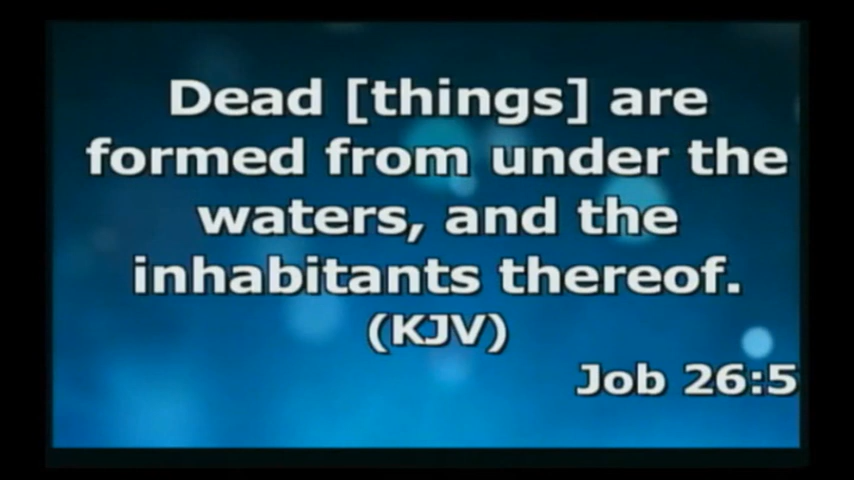 Dead [things] are
formed from under the
waters, and the
inhabitants thereof.
(KJV)
Job 26:5